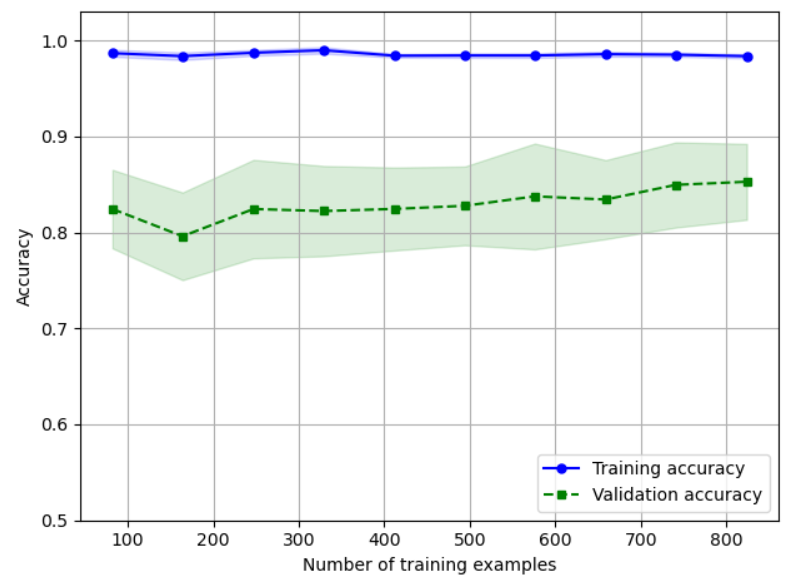 1.0
0.9
0.8
0.7
0.6
0.5
Accuracy
100 200 300 400 500 600 700 800
Number of training examples
Training accuracy
Validation accuracy